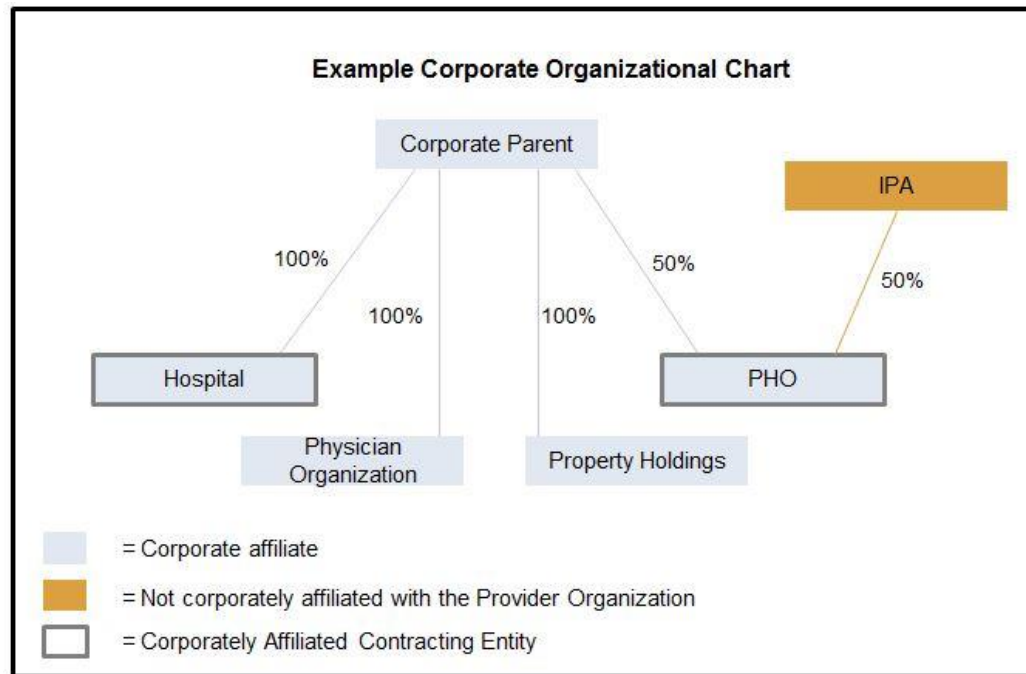 Example Corporate Organizational Chart
Corporate Parent
IPA
100%
50%
50%
100%
100%
Hospital
PHO
Physician
Organization
Property Holdings
= Corporate affiliate
= Not corporately affiliated with the Provider Organization
= Corporately Affiliated Contracting Entity